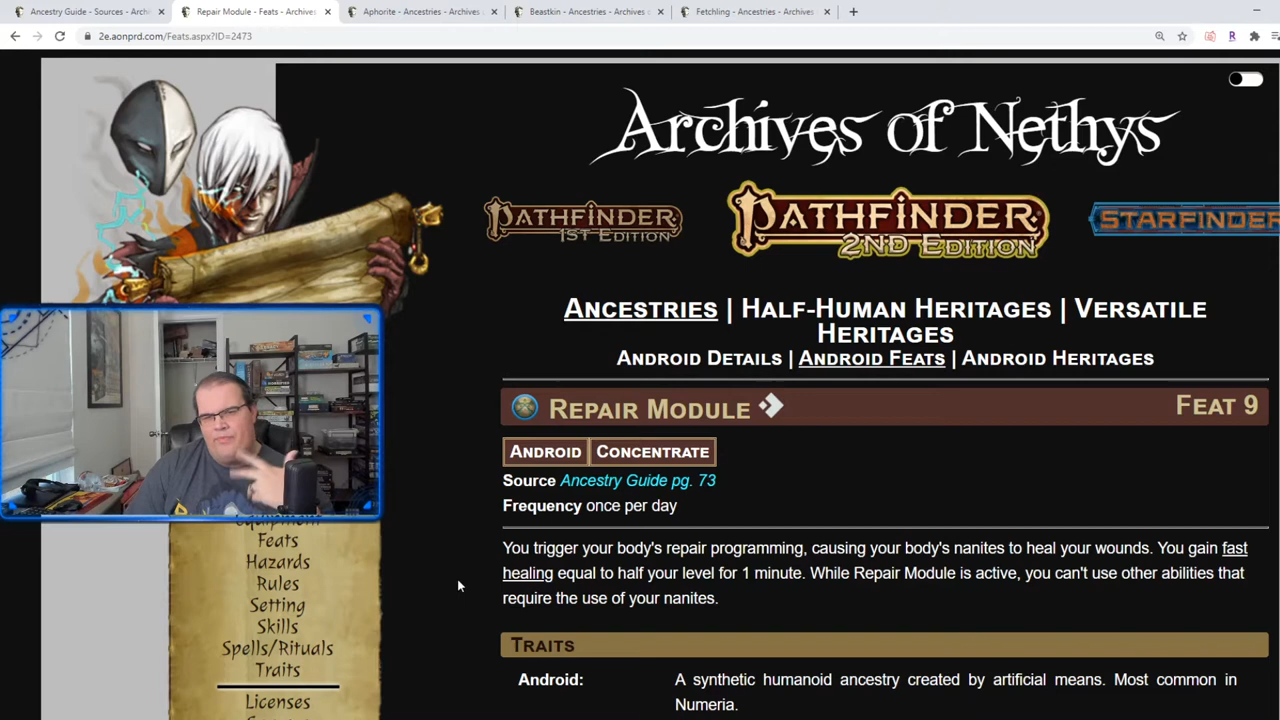 Ancestry Guide - Sources - Archi
Repair Module - Feats - Archives
Aphorite - Ancestries - Archives
Beastkin - Ancestries - Archives o
Fetchling - Ancestries - Archives
2e.aonprd.com/Feats.aspx?ID=2473
Archives of Nethys
PATHFINDER
1ST EDITION
PATHFINDER
2ND EDITION
STARFINDER
ANCESTRIES | HALF-HUMAN HERITAGES | VERSATILE
HERITAGES
ANDROID DETAILS | ANDROID FEATS | ANDROID HERITAGES
REPAIR MODULE
FEAT 9
ANDROID CONCENTRATE
Source Ancestry Guide pg. 73
Frequency once per day
You trigger your body's repair programming, causing your body's nanites to heal your wounds. You gain fast
healing equal to half your level for 1 minute. While Repair Module is active, you can't use other abilities that
require the use of your nanites.
TRAITS
Android: A synthetic humanoid ancestry created by artificial means. Most common in
Numeria.
Equipment
Feats
Hazards
Rules
Setting
Skills
Spells/Rituals
Traits
Licenses